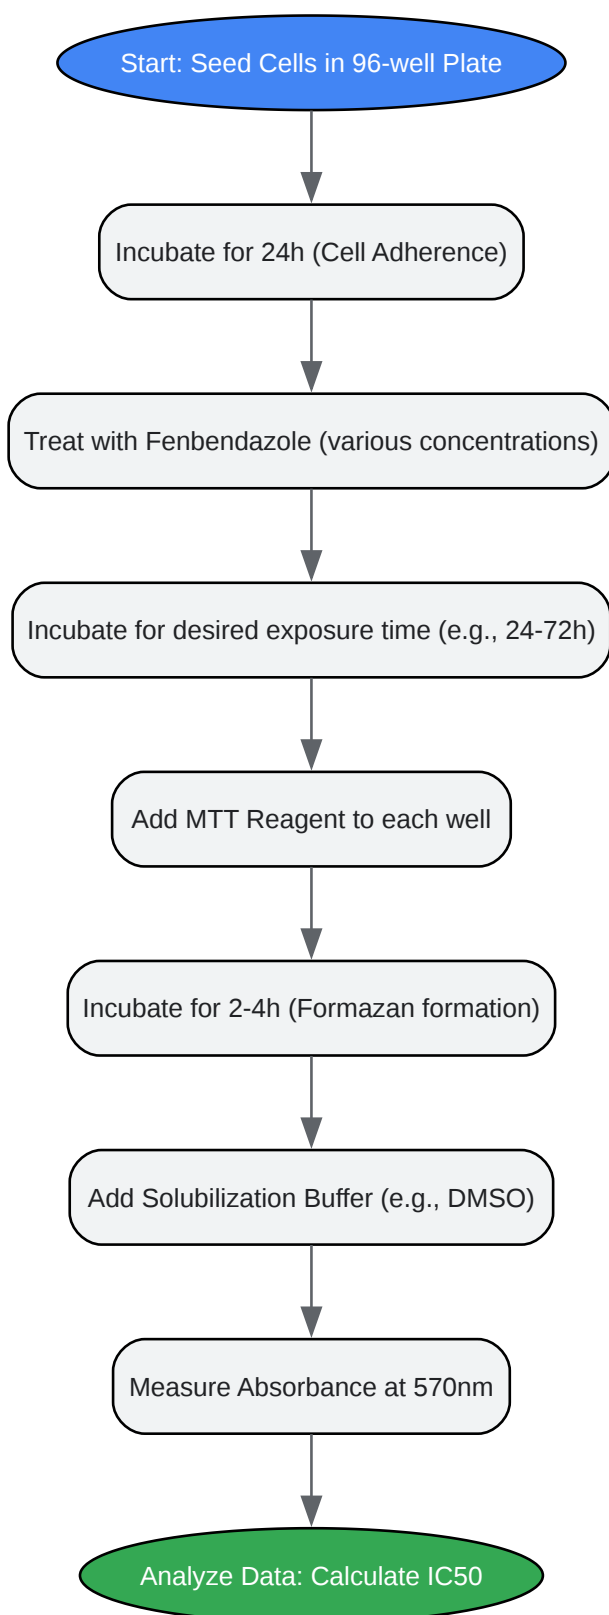 Start: Seed Cells in 96-well Plate
Incubate for 24h (Cell Adherence)
Treat with Fenbendazole (various concentrations)
Incubate for desired exposure time (e.g., 24-72h)
Add MTT Reagent to each well
Incubate for 2-4h (Formazan formation)
Add Solubilization Buffer (e.g., DMSO)
Measure Absorbance at 570nm
Analyze Data: Calculate IC50